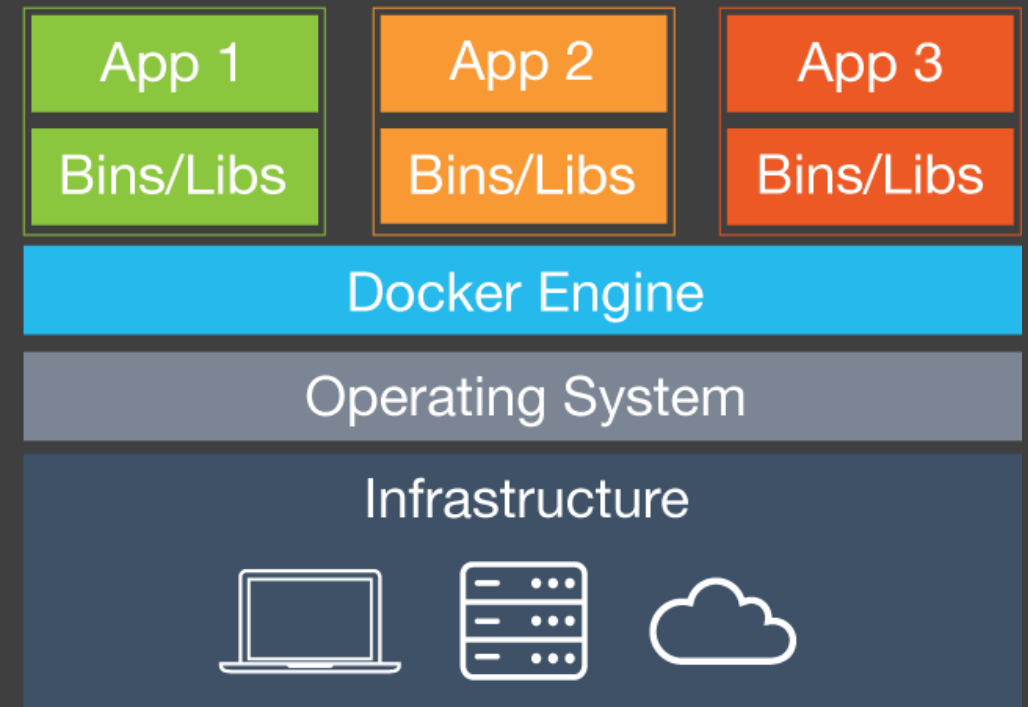 App 1
App 2
App 3
Bins/Libs
Bins/Libs
Bins/Libs
Docker Engine
Operating System
Infrastructure